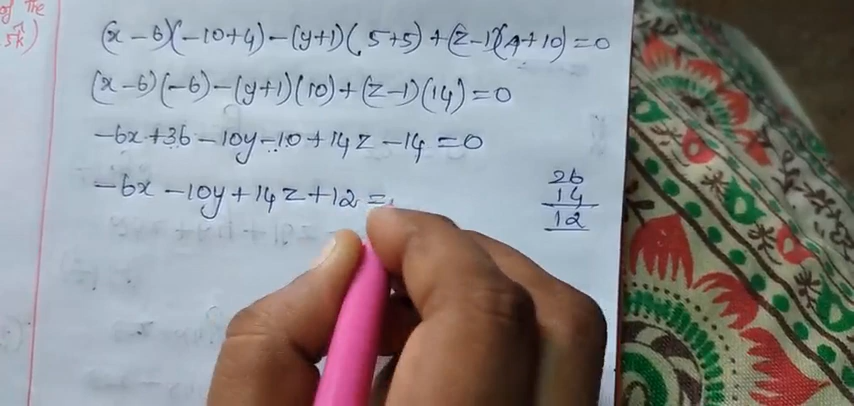 of the
5k)
(x-6)(-10+4)-(y+1)(5+5)+(z-1)(4+10)=0
(x-6)(-6)-(y+1)(10)+(z-1)(14)=0
-6x+36-10y-10+14z-14=0
-6x-10y+14z+12=
26
14
12